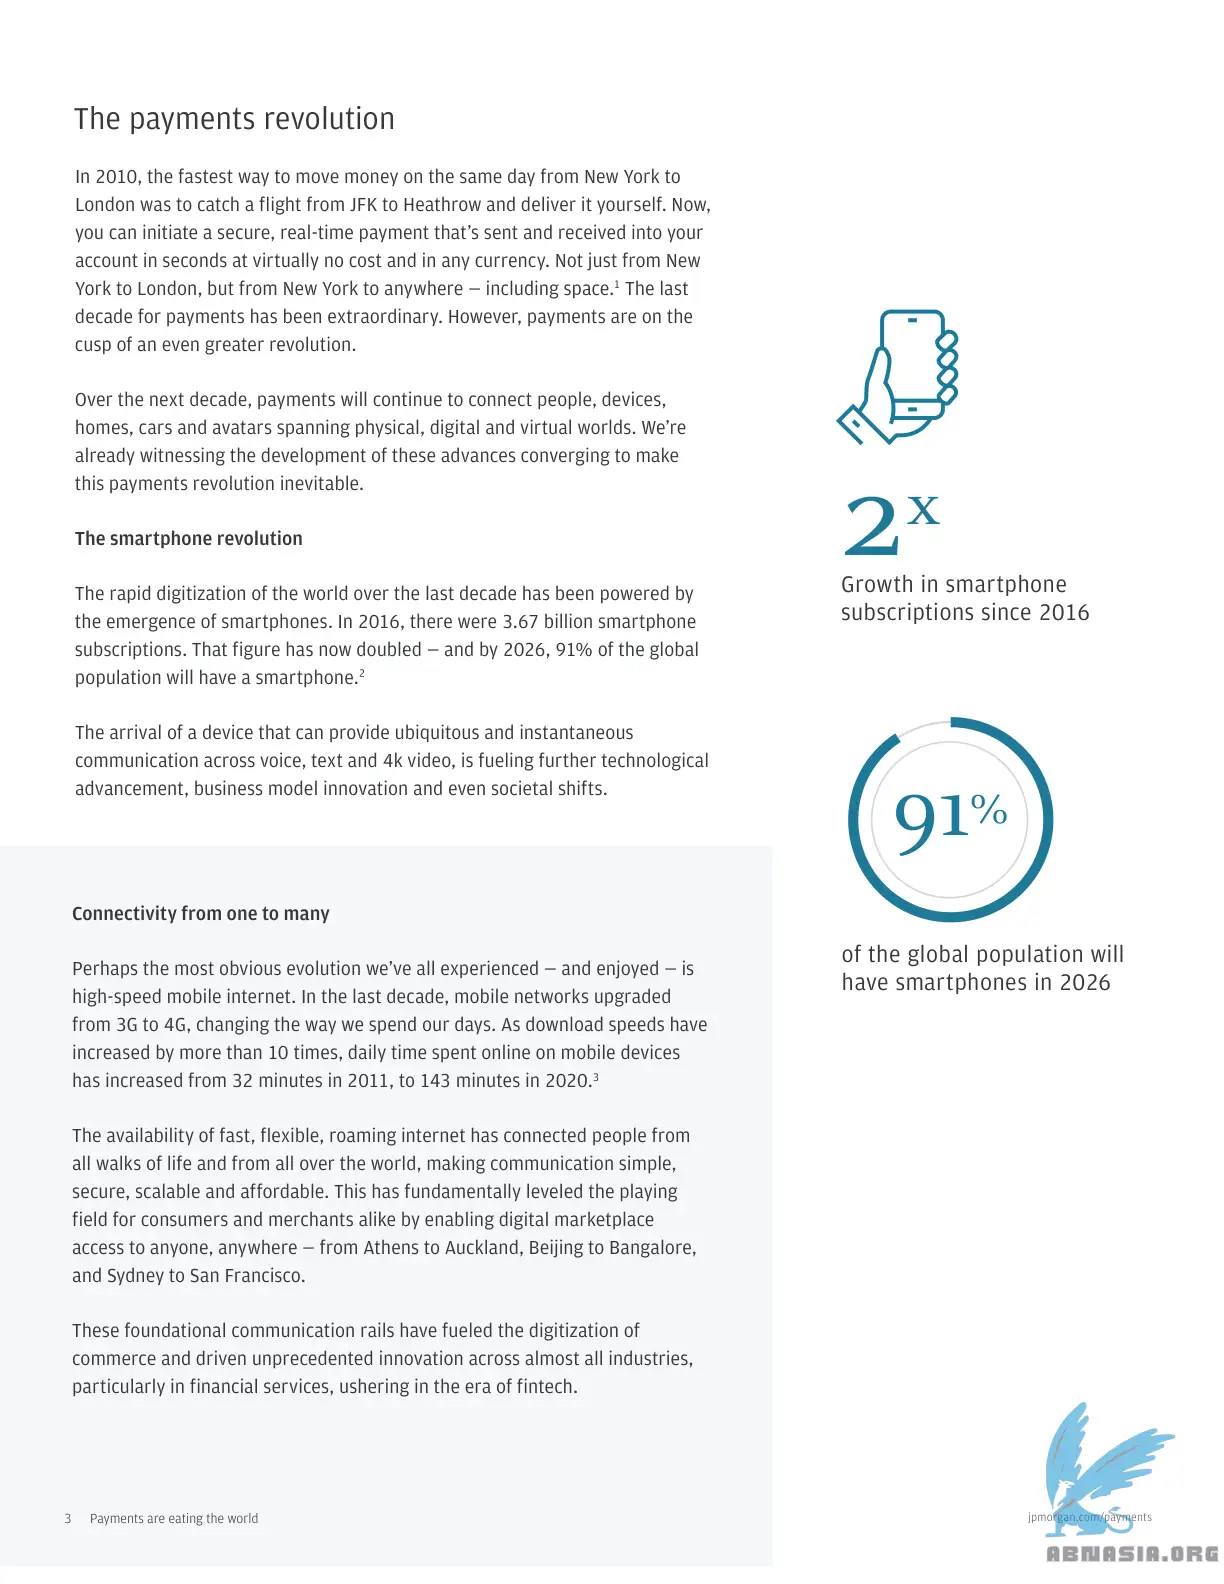 The payments revolution
In 2010, the fastest way to move money on the same day from New York to
London was to catch a flight from JFK to Heathrow and deliver it yourself. Now,
you can initiate a secure, real-time payment that’s sent and received into your
account in seconds at virtually no cost and in any currency. Not just from New
York to London, but from New York to anywhere — including space.¹ The last
decade for payments has been extraordinary. However, payments are on the
cusp of an even greater revolution.
Over the next decade, payments will continue to connect people, devices,
homes, cars and avatars spanning physical, digital and virtual worlds. We’re
already witnessing the development of these advances converging to make
this payments revolution inevitable.
The smartphone revolution
The rapid digitization of the world over the last decade has been powered by
the emergence of smartphones. In 2016, there were 3.67 billion smartphone
subscriptions. That figure has now doubled — and by 2026, 91% of the global
population will have a smartphone.²
The arrival of a device that can provide ubiquitous and instantaneous
communication across voice, text and 4k video, is fueling further technological
advancement, business model innovation and even societal shifts.
2x
Growth in smartphone
subscriptions since 2016
91%
of the global population will
have smartphones in 2026
Connectivity from one to many
Perhaps the most obvious evolution we’ve all experienced — and enjoyed — is
high-speed mobile internet. In the last decade, mobile networks upgraded
from 3G to 4G, changing the way we spend our days. As download speeds have
increased by more than 10 times, daily time spent online on mobile devices
has increased from 32 minutes in 2011, to 143 minutes in 2020.³
The availability of fast, flexible, roaming internet has connected people from
all walks of life and from all over the world, making communication simple,
secure, scalable and affordable. This has fundamentally leveled the playing
field for consumers and merchants alike by enabling digital marketplace
access to anyone, anywhere — from Athens to Auckland, Beijing to Bangalore,
and Sydney to San Francisco.
These foundational communication rails have fueled the digitization of
commerce and driven unprecedented innovation across almost all industries,
particularly in financial services, ushering in the era of fintech.
3 Payments are eating the world
jpmorgan.com/payments
ABNASIA.ORG